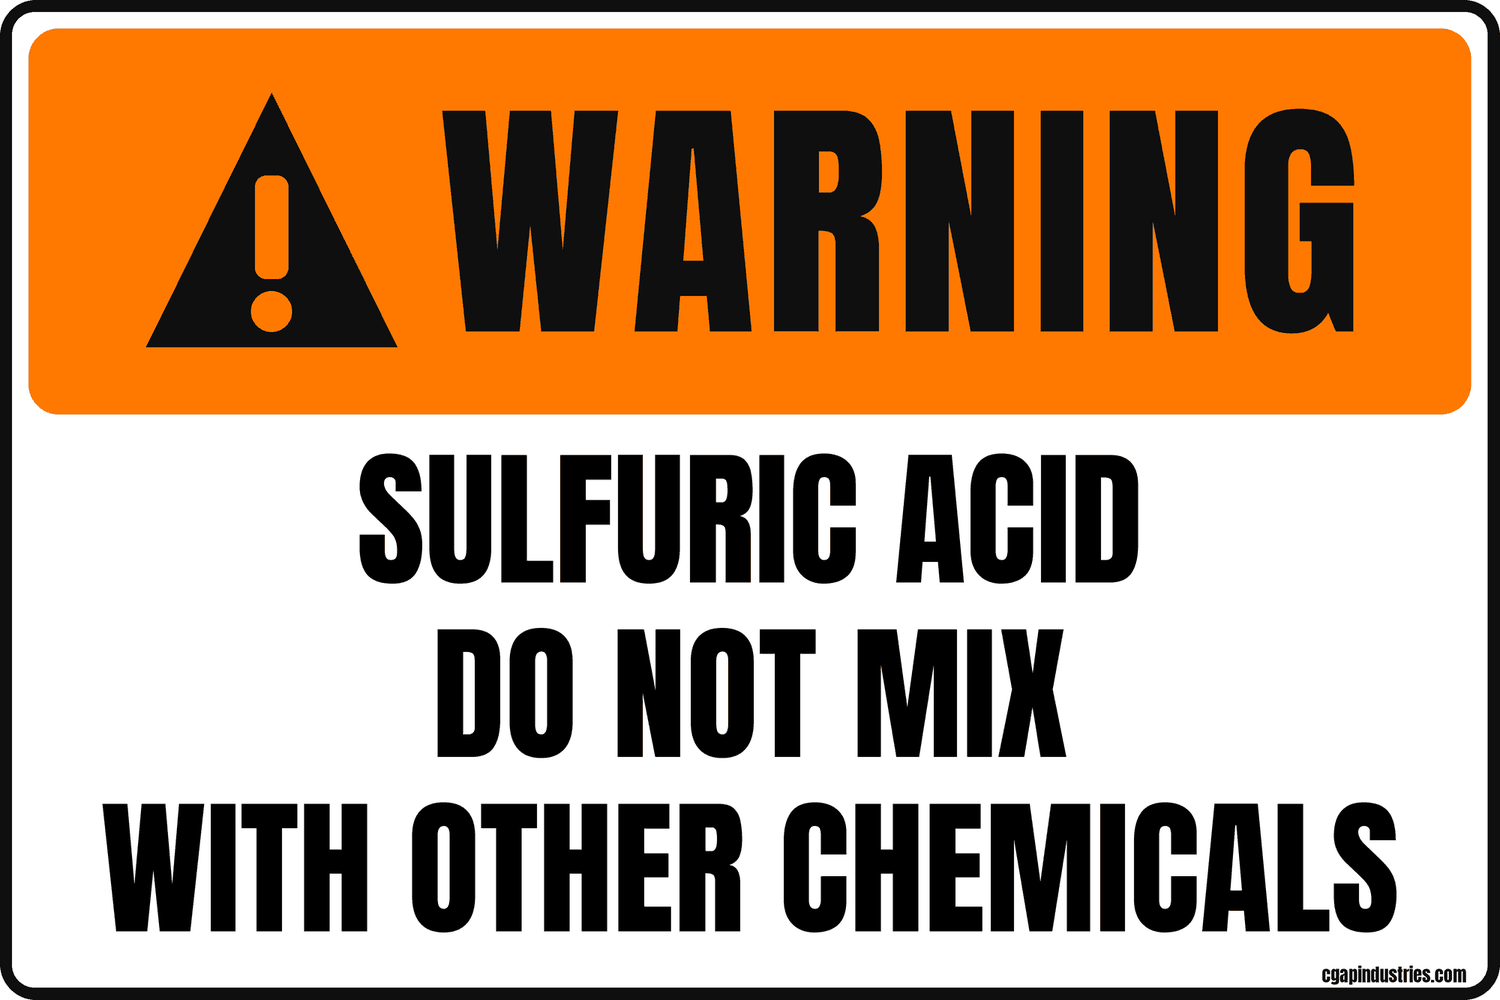 WARNING
SULFURIC ACID
DO NOT MIX
WITH OTHER CHEMICALS
cgapindustries.com